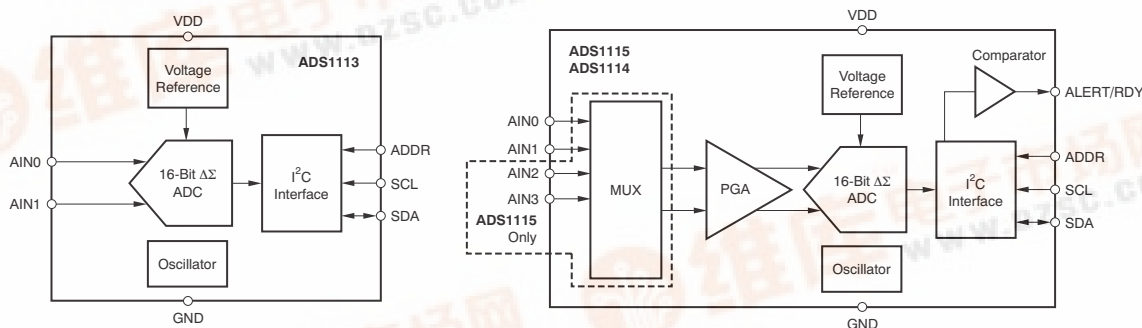 VDD
ADS1113
Voltage
Reference
AIN0
AIN1
16-Bit ΔΣ
ADC
I²C
Interface
ADDR
SCL
SDA
Oscillator
GND
VDD
ADS1115
ADS1114
Voltage
Reference
Comparator
ALERT/RDY
AIN0
AIN1
AIN2
AIN3
ADS1115
Only
MUX
PGA
16-Bit ΔΣ
ADC
I²C
Interface
ADDR
SCL
SDA
Oscillator
GND